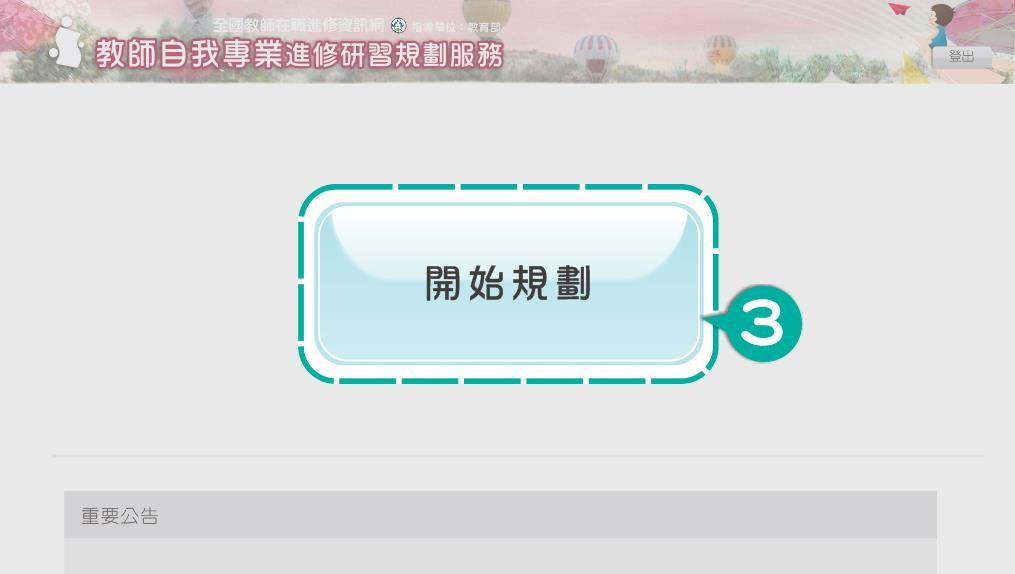 全國教師在職進修資訊網 指導單位：教育部
教師自我專業進修研習規劃服務
登出
開始規劃
3
重要公告